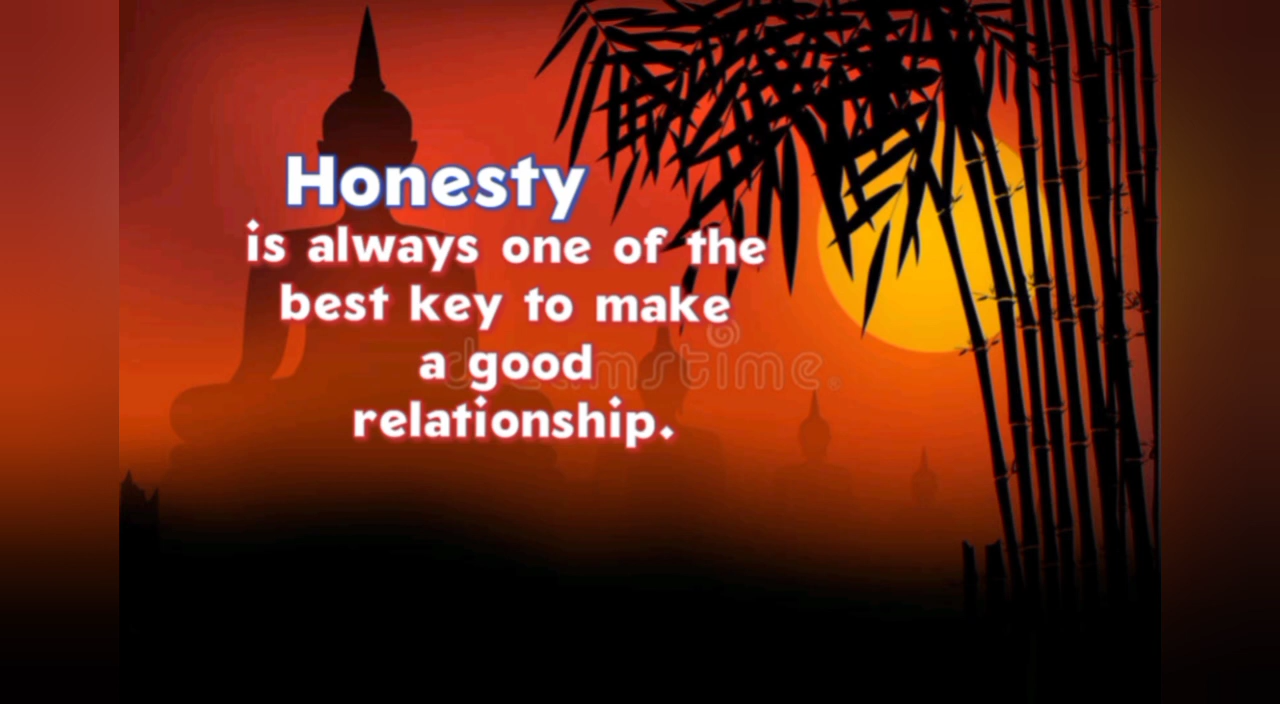 Honesty
is always one of the
best key to make
a good
relationship.
dreamstime.